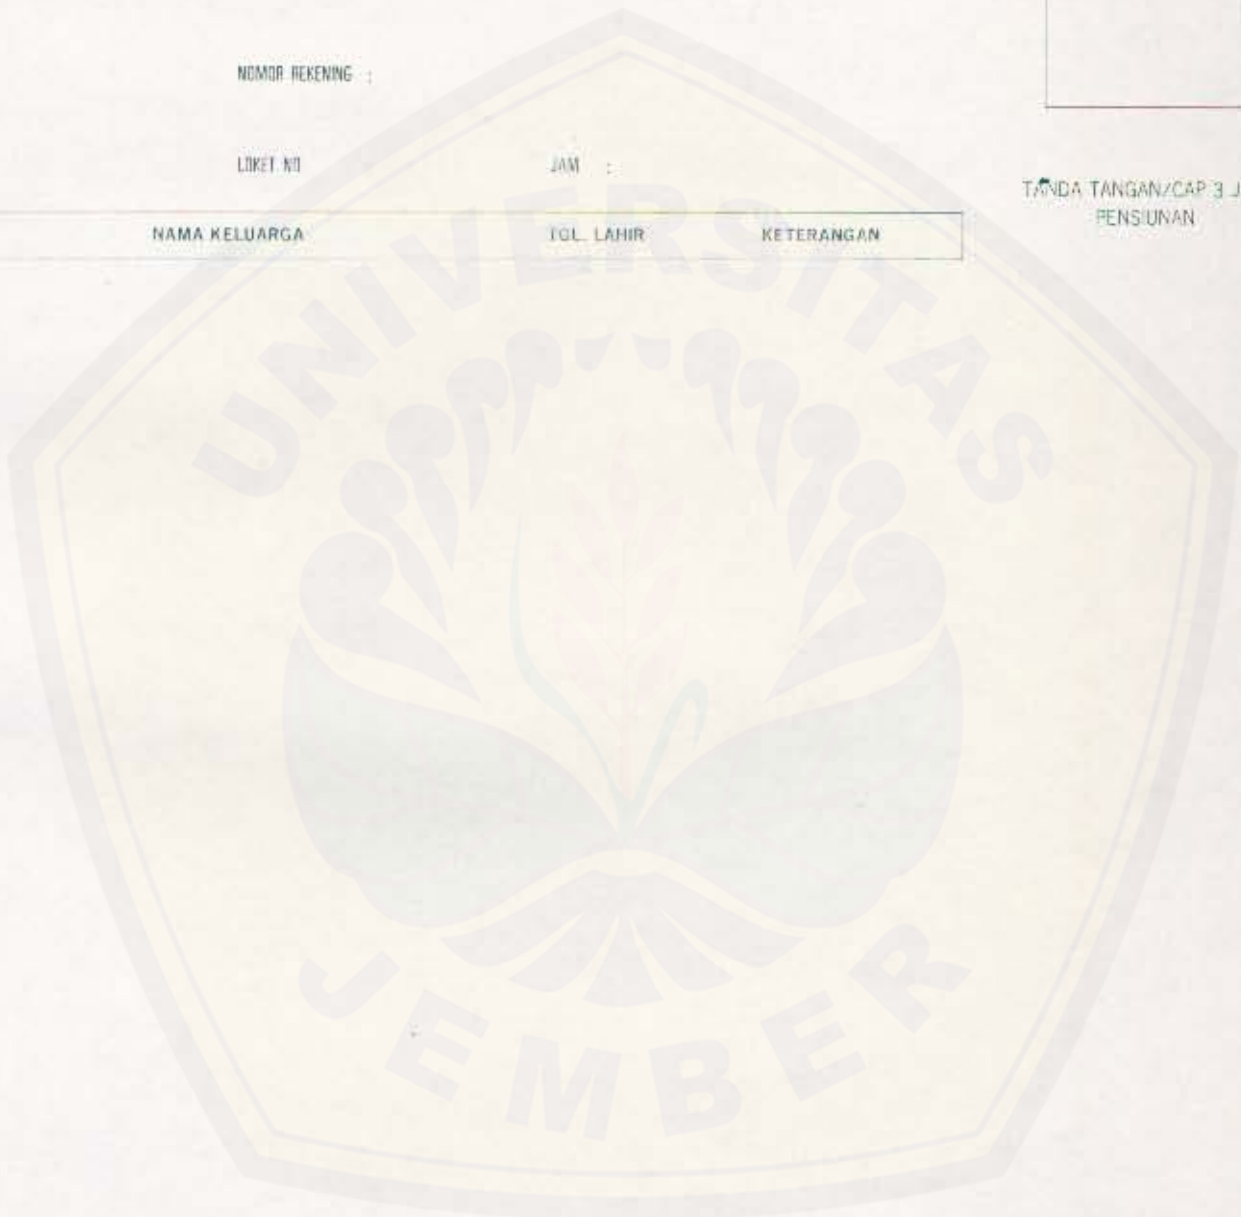 NOMOR REKENING :
LOKET NO
JAM :
TANDA TANGAN/CAP 3 J
PENSIUNAN
NAMA KELUARGA
TGL. LAHIR
KETERANGAN
UNIVERSITAS
JEMBER